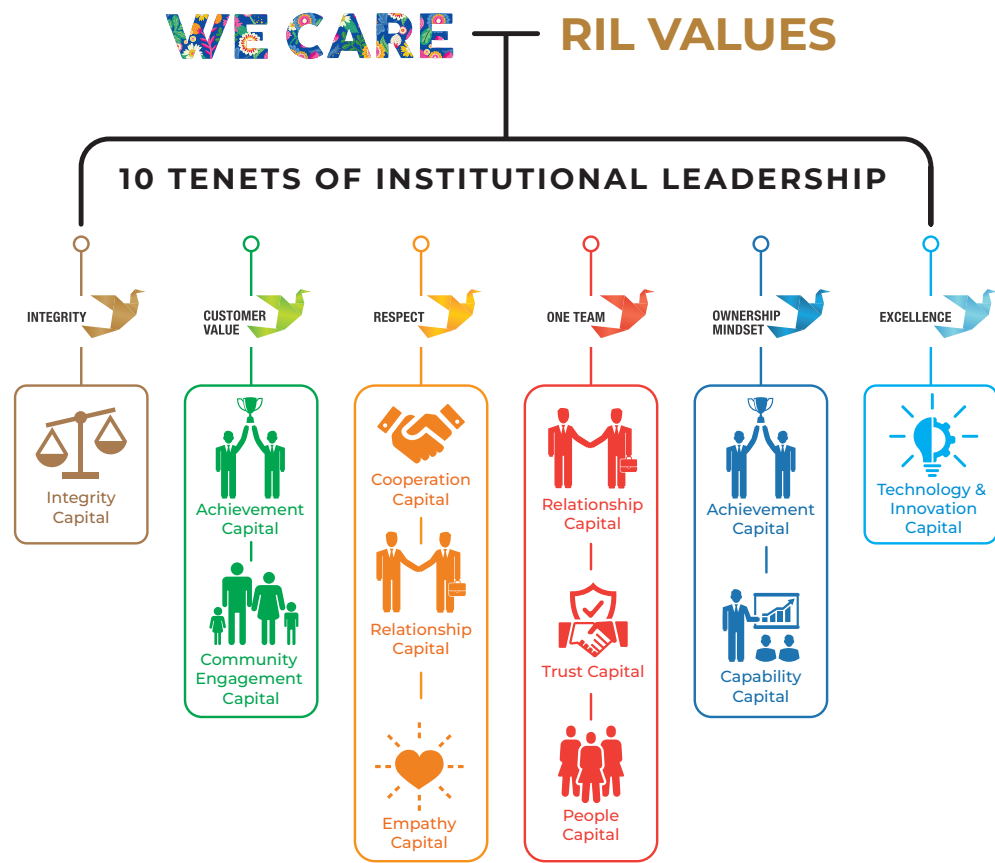 WE CARE
RIL VALUES
10 TENETS OF INSTITUTIONAL LEADERSHIP
INTEGRITY
Integrity
Capital
CUSTOMER
VALUE
Achievement
Capital
Community
Engagement
Capital
RESPECT
Cooperation
Capital
Relationship
Capital
Empathy
Capital
ONE TEAM
Relationship
Capital
Trust Capital
People
Capital
OWNERSHIP
MINDSET
Achievement
Capital
Capability
Capital
EXCELLENCE
Technology &
Innovation
Capital